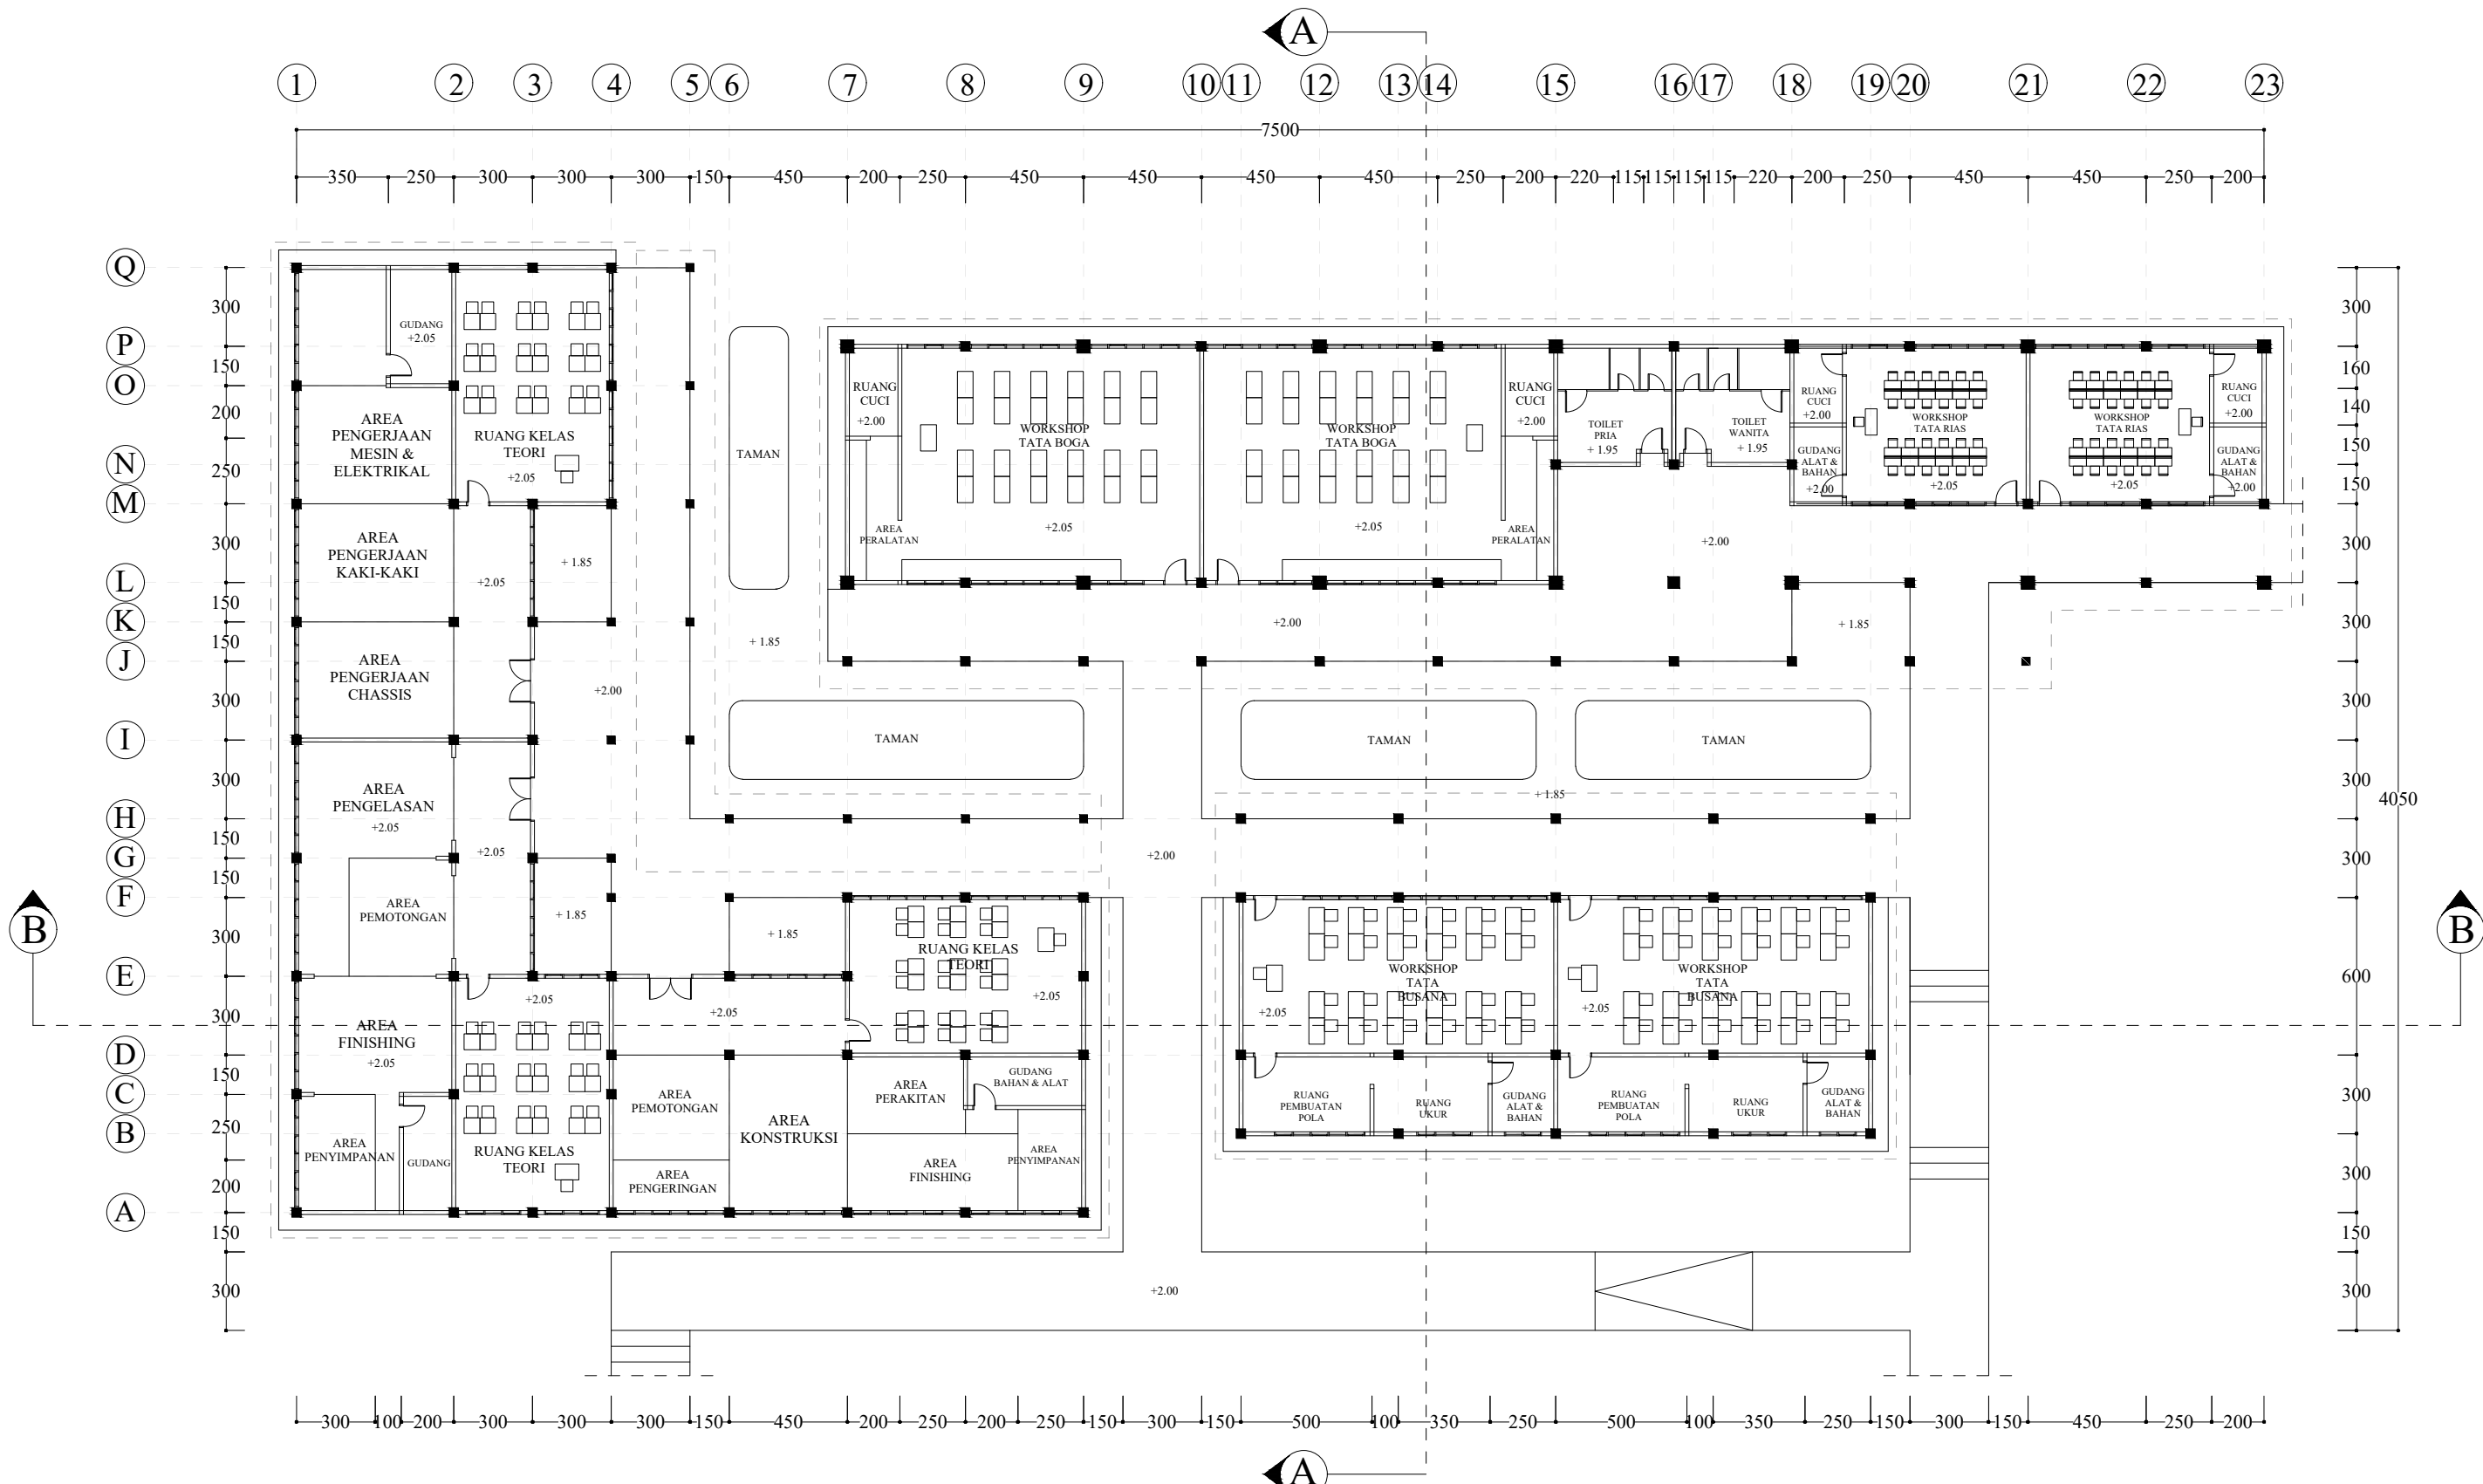 A
1 2 3 4 5 6 7 8 9 10 11 12 13 14 15 16 17 18 19 20 21 22 23
7500
350 250 300 300 300 150 450 200 250 450 450 450 450 250 200 220 115 115 115 115 220 200 250 450 450 250 200
Q
P
O
N
M
L
K
J
I
H
G
F
E
D
C
B
A
300
150
200
250
300
150
150
300
300
150
150
300
300
150
250
200
150
300
B
GUDANG
+2.05
AREA
PENGERJAAN
MESIN &
ELEKTRIKAL
RUANG KELAS
TEORI
+2.05
AREA
PENGERJAAN
KAKI-KAKI
+2.05
+ 1.85
AREA
PENGERJAAN
CHASSIS
+2.00
AREA
PENGELASAN
+2.05
+2.05
AREA
PEMOTONGAN
+ 1.85
AREA
FINISHING
+2.05
AREA
PENYIMPANAN
GUDANG
+2.05
RUANG KELAS
TEORI
TAMAN
+ 1.85
RUANG
CUCI
+2.00
WORKSHOP
TATA BOGA
+2.05
AREA
PERALATAN
WORKSHOP
TATA BOGA
+2.05
RUANG
CUCI
+2.00
AREA
PERALATAN
TOILET
PRIA
+ 1.95
TOILET
WANITA
+ 1.95
+2.00
RUANG
CUCI
+2.00
GUDANG
ALAT &
BAHAN
+2.00
WORKSHOP
TATA RIAS
+2.05
WORKSHOP
TATA RIAS
+2.05
RUANG
CUCI
+2.00
GUDANG
ALAT &
BAHAN
+2.00
+2.00
+ 1.85
TAMAN
TAMAN
TAMAN
+ 1.85
+2.00
+ 1.85
RUANG KELAS
TEORI
+2.05
+2.05
AREA
PEMOTONGAN
AREA
PENGERINGAN
AREA
KONSTRUKSI
AREA
PERAKITAN
GUDANG
BAHAN & ALAT
AREA
FINISHING
AREA
PENYIMPANAN
WORKSHOP
TATA
BUSANA
+2.05
WORKSHOP
TATA
BUSANA
+2.05
RUANG
PEMBUATAN
POLA
RUANG
UKUR
GUDANG
ALAT &
BAHAN
RUANG
PEMBUATAN
POLA
RUANG
UKUR
GUDANG
ALAT &
BAHAN
+2.00
300
160
140
150
150
300
300
300
300
300
600
300
300
150
300
4050
B
300 100 200 300 300 300 150 450 200 250 200 250 150 300 150 500 100 350 250 500 100 350 250 150 300 150 450 250 200
A